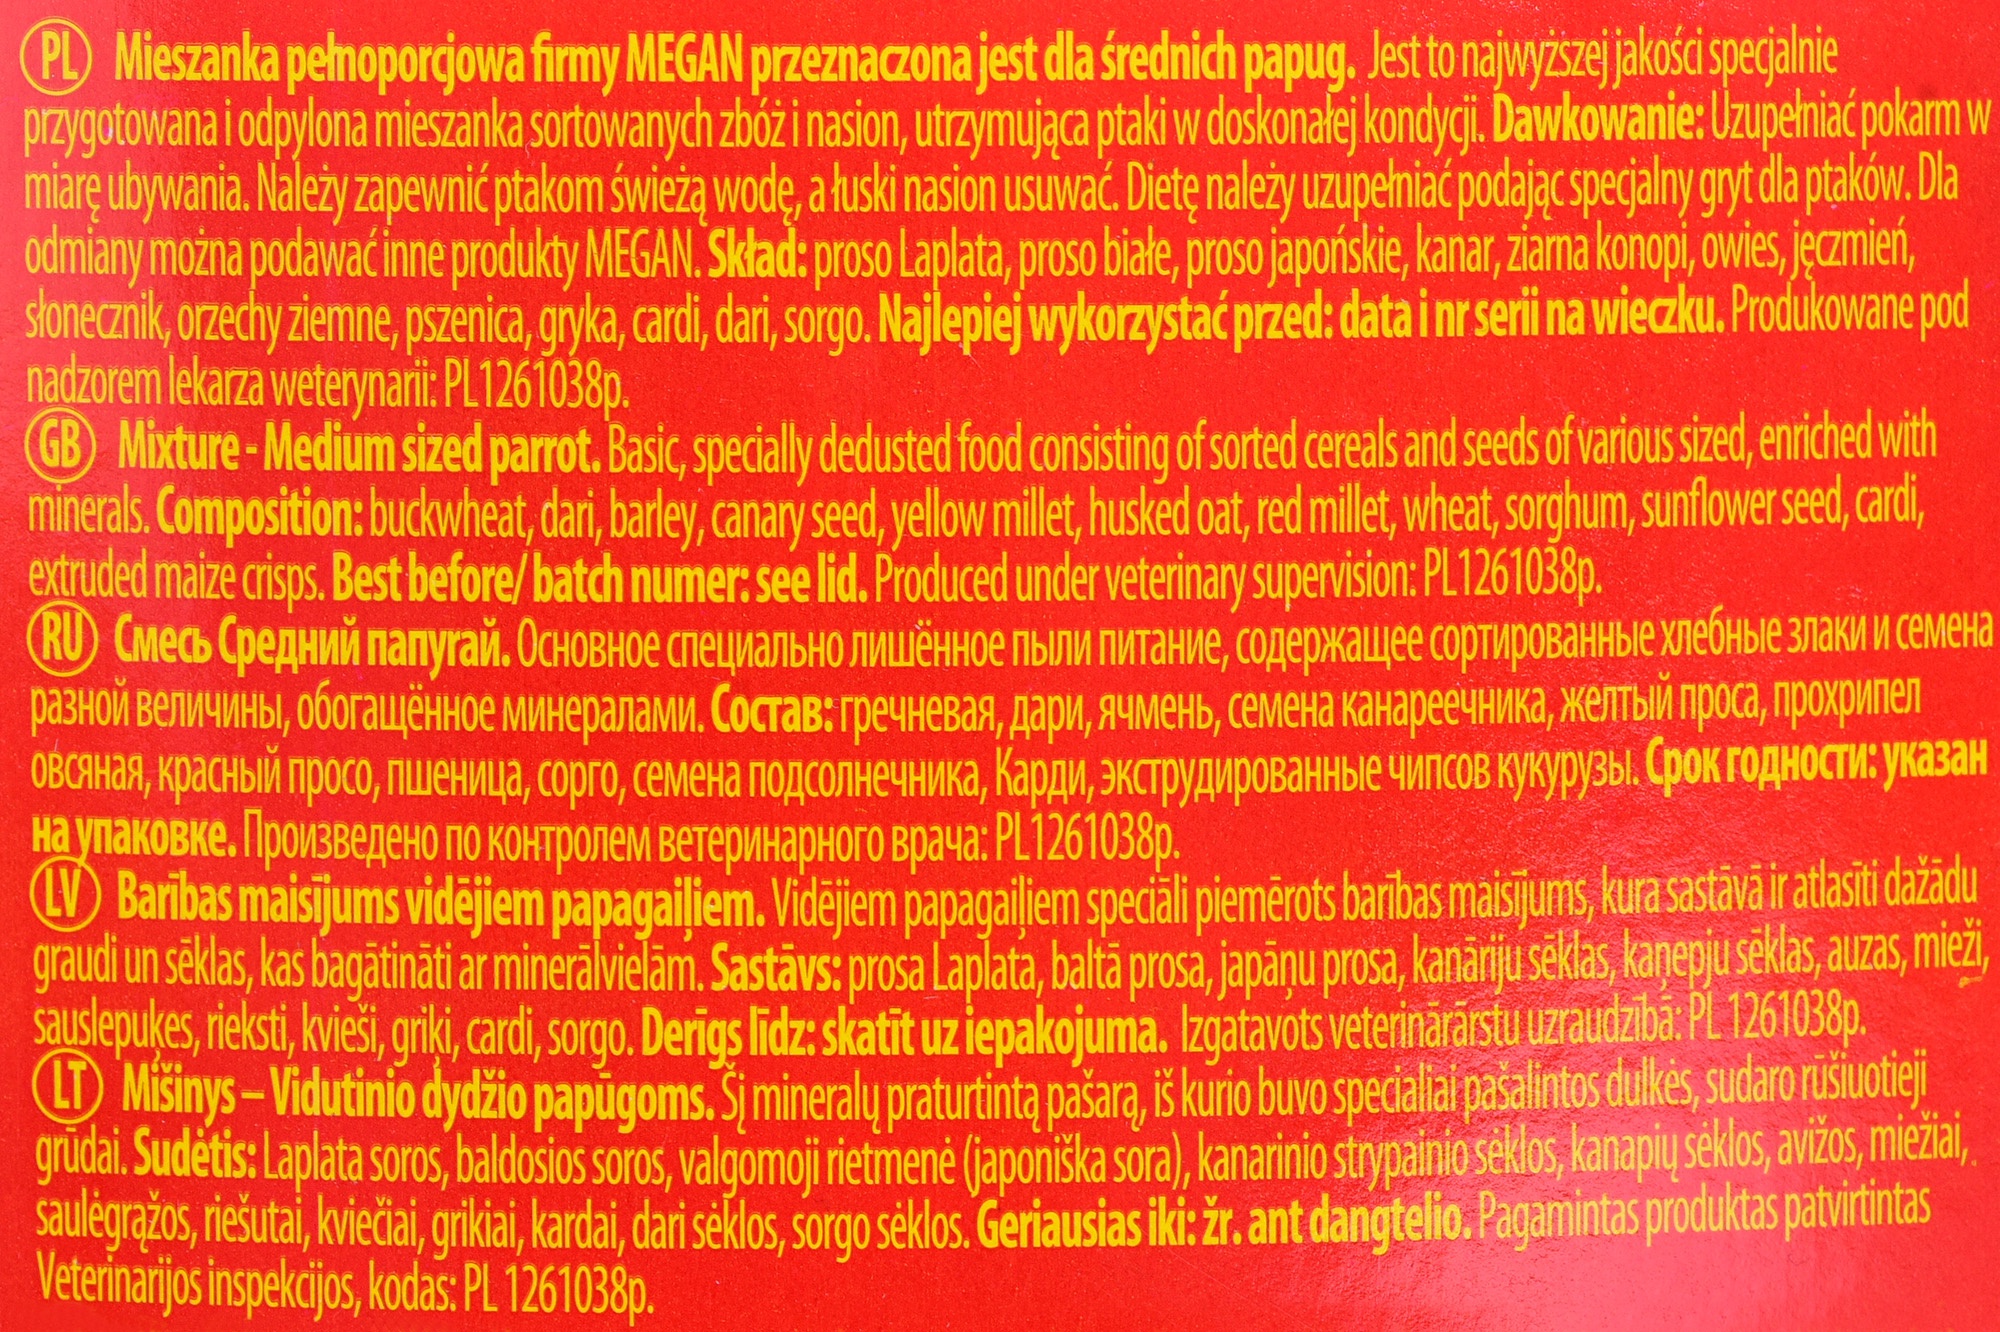 PL Mieszanka pełnoporcjowa firmy MEGAN przeznaczona jest dla średnich papug. Jest to najwyższej jakości specjalnie
przygotowana i odpylona mieszanka sortowanych zbóż i nasion, utrzymująca ptaki w doskonałej kondycji. Dawkowanie: Uzupełniać pokarm w
miarę ubywania. Należy zapewnić ptakom świeżą wodę, a łuski nasion usuwać. Dietę należy uzupełniać podając specjalny gryt dla ptaków. Dla
odmiany można podawać inne produkty MEGAN. Skład: proso Laplata, proso białe, proso japońskie, kanar, ziarna konopi, owies, jęczmień,
słonecznik, orzechy ziemne, pszenica, gryka, cardi, dari, sorgo. Najlepiej wykorzystać przed: data i nr serii na wieczku. Produkowane pod
nadzorem lekarza weterynarii: PL1261038p.
GB Mixture - Medium sized parrot. Basic, specially dedusted food consisting of sorted cereals and seeds of various sized, enriched with
minerals. Composition: buckwheat, dari, barley, canary seed, yellow millet, husked oat, red millet, wheat, sorghum, sunflower seed, cardi,
extruded maize crisps. Best before/ batch numer: see lid. Produced under veterinary supervision: PL1261038p.
RU Смесь Средний папугай. Основное специально лишённое пыли питание, содержащее сортированные хлебные злаки и семена
разной величины, обогащённое минералами. Состав: гречневая, дари, ячмень, семена канареечника, желтый проса, прохрипел
овсяная, красный просо, пшеница, сорго, семена подсолнечника, Карди, экструдированные чипсов кукурузы. Срок годности: указан
на упаковке. Произведено по контролем ветеринарного врача: PL1261038p.
LV Barības maisījums vidējiem papagaiļiem. Vidējiem papagaiļiem speciāli piemērots barības maisījums, kura sastāvā ir atlasīti dažādu
graudi un sēklas, kas bagātināti ar minerālvielām. Sastāvs: prosa Laplata, baltā prosa, japāņu prosa, kanāriju sēklas, kaņepju sēklas, auzas, mieži,
sauslepuķes, rieksti, kvieši, griķi, cardi, sorgo. Derīgs līdz: skatīt uz iepakojuma. Izgatavots veterinārārstu uzraudzībā: PL 1261038p.
LT Mišinys – Vidutinio dydžio papūgoms. Šį mineralų praturtintą pašarą, iš kurio buvo specialiai pašalintos dulkės, sudaro rūšiuotieji
grūdai. Sudėtis: Laplata soros, baldosios soros, valgomoji rietmenė (japoniška sora), kanarinio strypainio sėklos, kanapių sėklos, avižos, miežiai,
saulėgrąžos, riešutai, kviečiai, grikiai, kardai, dari sėklos, sorgo sėklos. Geriausias iki: žr. ant dangtelio. Pagamintas produktas patvirtintas
Veterinarijos inspekcijos, kodas: PL 1261038p.